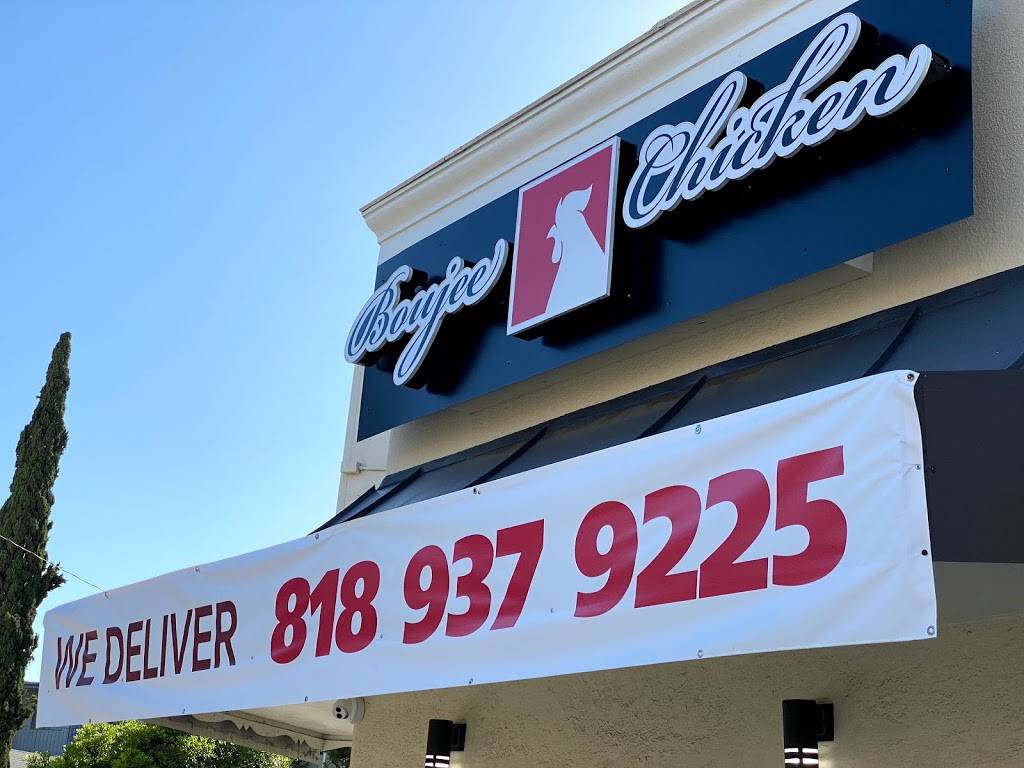 Boujee Chicken
WE DELIVER 818 937 9225